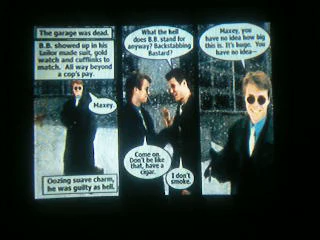 The garage was dead.
B.B. showed up in his
tailor made suit, gold
watch and cufflinks to
match. All way beyond
a cop's pay.
Maxey.
Oozing suave charm,
he was guilty as hell.
What the hell
does B.B. stand for
anyway? Backstabbing
Bastard?
Come on.
Don't be like
that, have a
cigar.
I don't
smoke.
Maxey, you
have no idea how big
this is. It's huge. You
have no idea—